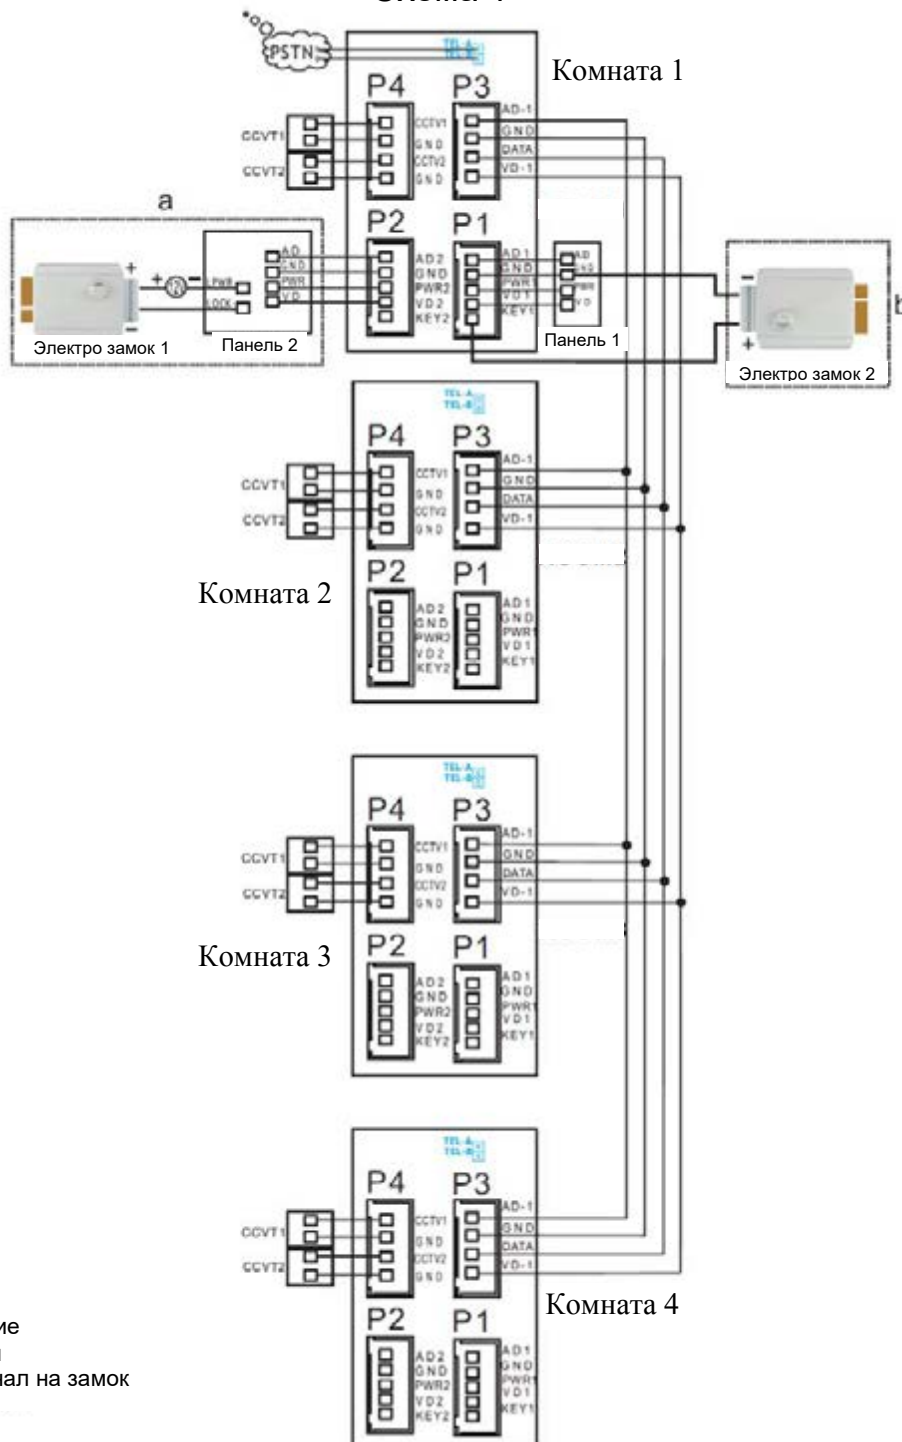 PSTN
TEL-A
TEL-B
Комната 1
P4
P3
CCVT1
CCVT2
CCTV1
GND
CCTV2
GND
AD-1
GND
DATA
VD-1
a
P2
P1
+
+
12V
-
LPWR
LOCK
-
AD
GND
PWR
VD
AD2
GND
PWR2
VD2
KEY2
AD1
GND
PWR1
VD1
KEY1
AD
GND
PWR
VD
-
+
b
Электро замок 1
Панель 2
Панель 1
Электро замок 2
TEL-A
TEL-B
P4
P3
CCVT1
CCVT2
CCTV1
GND
CCTV2
GND
AD-1
GND
DATA
VD-1
Комната 2
P2
P1
AD2
GND
PWR2
VD2
KEY2
AD1
GND
PWR1
VD1
KEY1
TEL-A
TEL-B
P4
P3
CCVT1
CCVT2
CCTV1
GND
CCTV2
GND
AD-1
GND
DATA
VD-1
Комната 3
P2
P1
AD2
GND
PWR2
VD2
KEY2
AD1
GND
PWR1
VD1
KEY1
TEL-A
TEL-B
P4
P3
CCVT1
CCVT2
CCTV1
GND
CCTV2
GND
AD-1
GND
DATA
VD-1
Комната 4
P2
P1
AD2
GND
PWR2
VD2
KEY2
AD1
GND
PWR1
VD1
KEY1
на замок